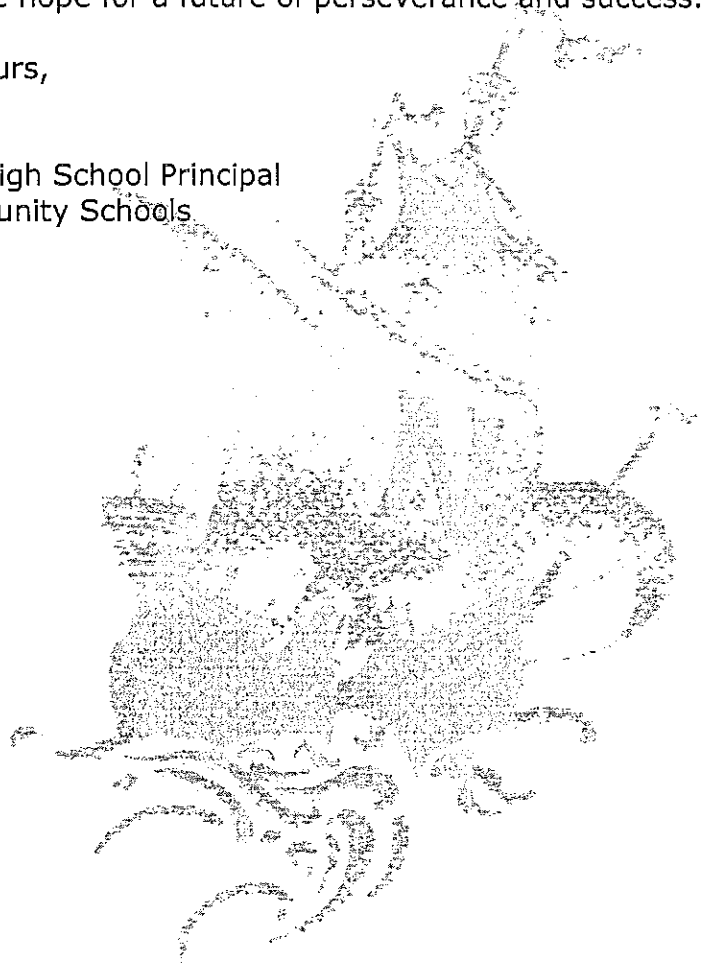 hope for a future of perseverance and success.
urs,
igh School Principal
unity Schools